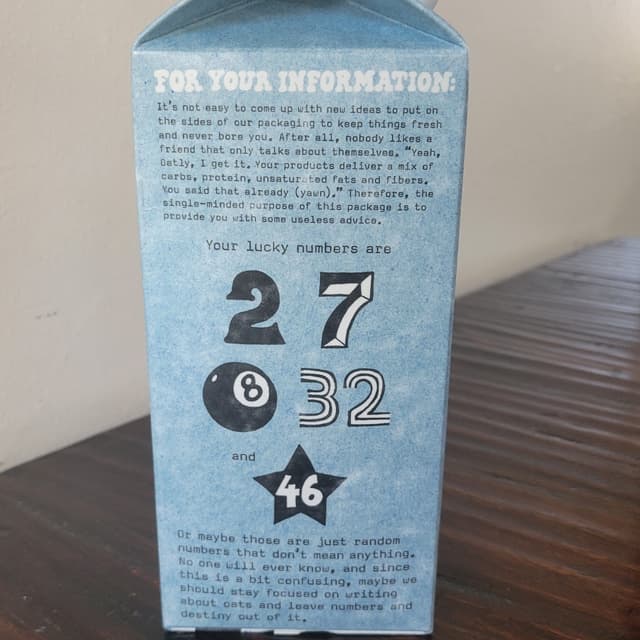 FOR YOUR INFORMATION:
It's not easy to come up with new ideas to put on
the sides of our packaging to keep things fresh
and never bore you. After all, nobody likes a
friend that only talks about themselves. "Yeah,
Oatly, I get it. Your products deliver a mix of
carbs, protein, unsaturated fats and fibers.
You said that already (yawn)." Therefore, the
single-minded purpose of this package is to
provide you with some useless advice.
Your lucky numbers are
2 7
8 32
and
46
Or maybe those are just random
numbers that don't mean anything.
No one will ever know, and since
this is a bit confusing, maybe we
should stay focused on writing
about oats and leave numbers and
destiny out of it.